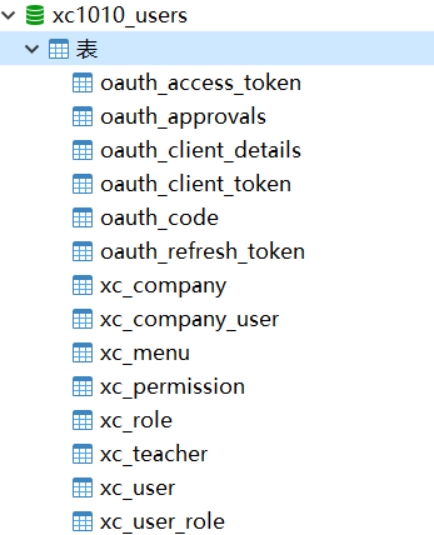 xc1010_users
表
oauth_access_token
oauth_approvals
oauth_client_details
oauth_client_token
oauth_code
oauth_refresh_token
xc_company
xc_company_user
xc_menu
xc_permission
xc_role
xc_teacher
xc_user
xc_user_role